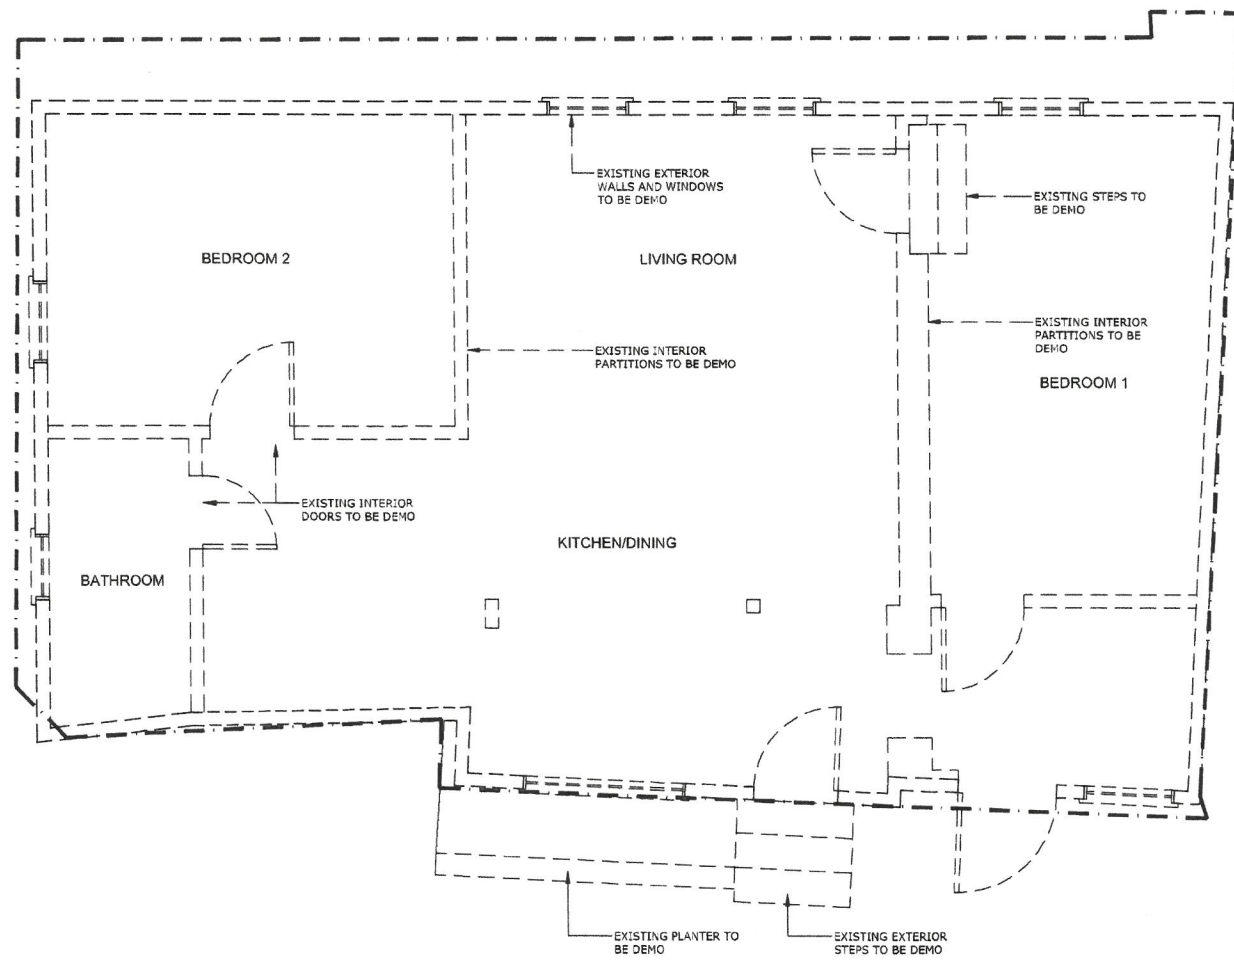 EXISTING EXTERIOR
WALLS AND WINDOWS
TO BE DEMO
EXISTING STEPS TO
BE DEMO
BEDROOM 2
LIVING ROOM
EXISTING INTERIOR
PARTITIONS TO BE
DEMO
EXISTING INTERIOR
PARTITIONS TO BE DEMO
BEDROOM 1
EXISTING INTERIOR
DOORS TO BE DEMO
KITCHEN/DINING
BATHROOM
EXISTING PLANTER TO
BE DEMO
EXISTING EXTERIOR
STEPS TO BE DEMO